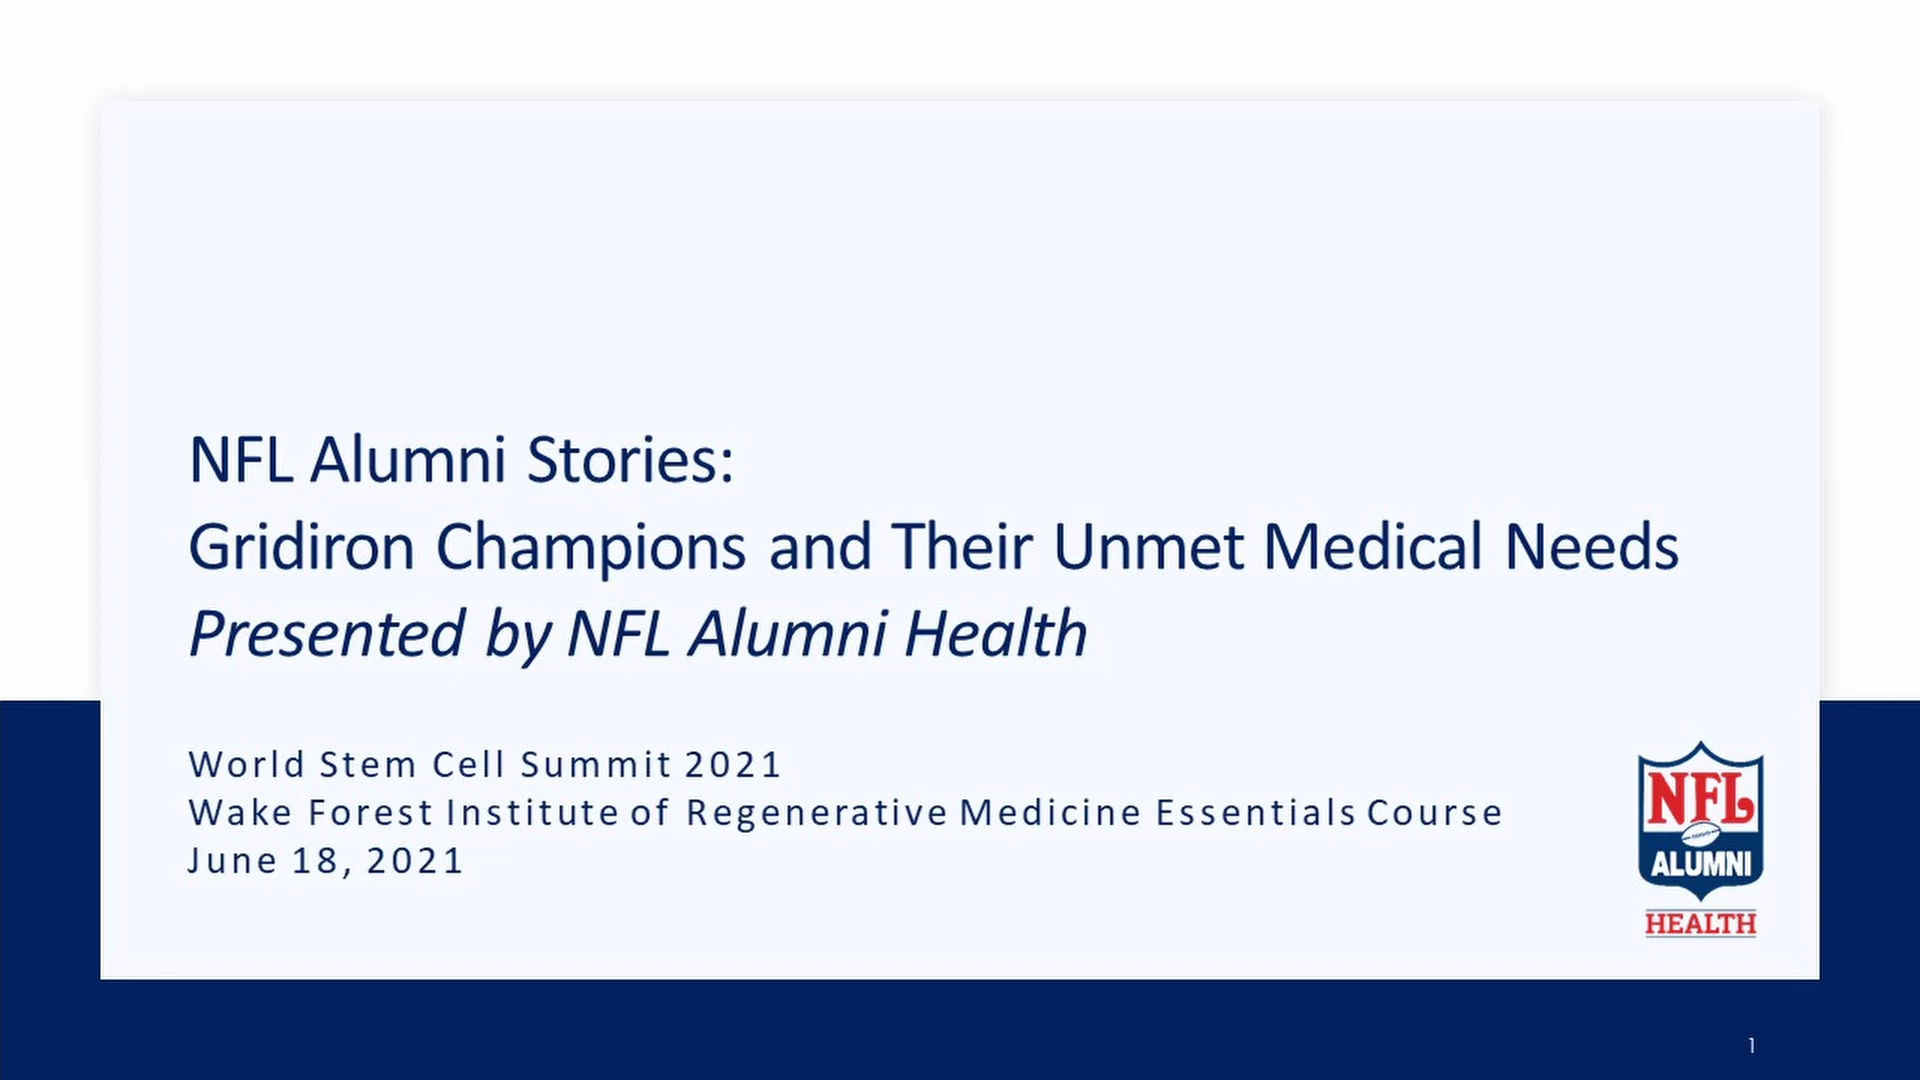 NFL Alumni Stories:
Gridiron Champions and Their Unmet Medical Needs
Presented by NFL Alumni Health
World Stem Cell Summit 2021
Wake Forest Institute of Regenerative Medicine Essentials Course
June 18, 2021
NFL
ALUMNI
HEALTH
1